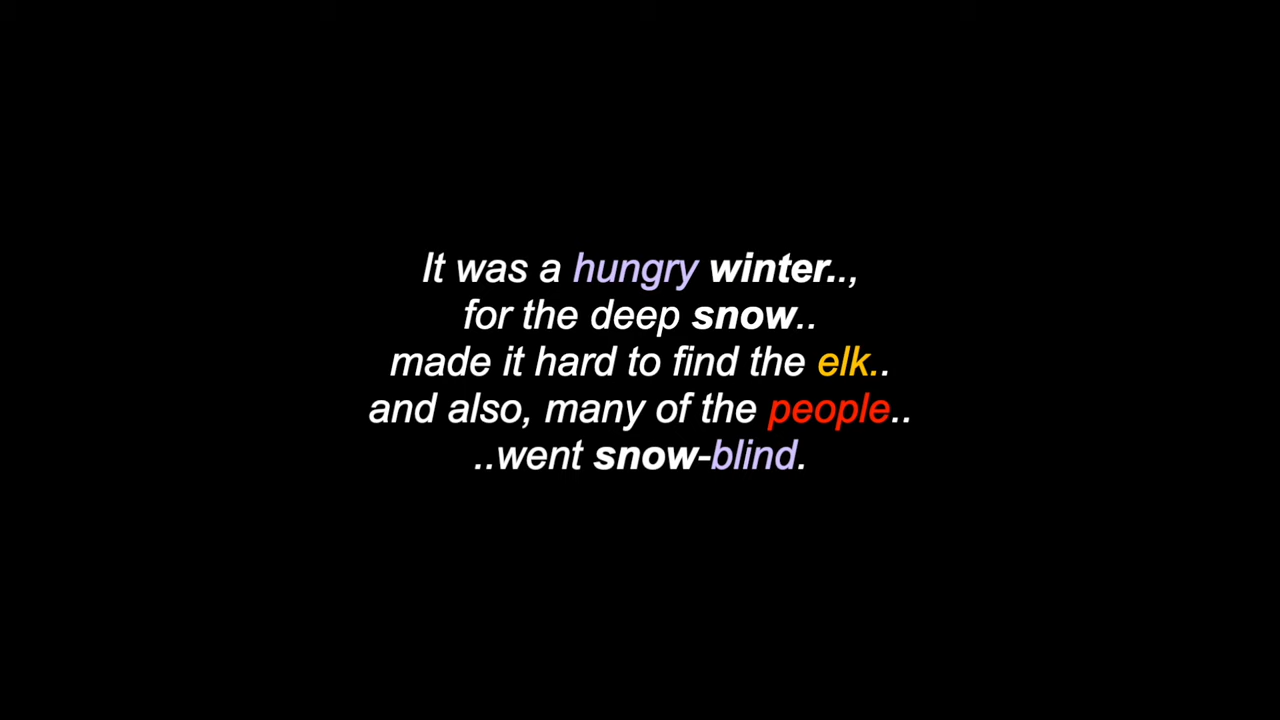 It was a hungry winter..,
for the deep snow..
made it hard to find the elk..
and also, many of the people..
..went snow-blind.